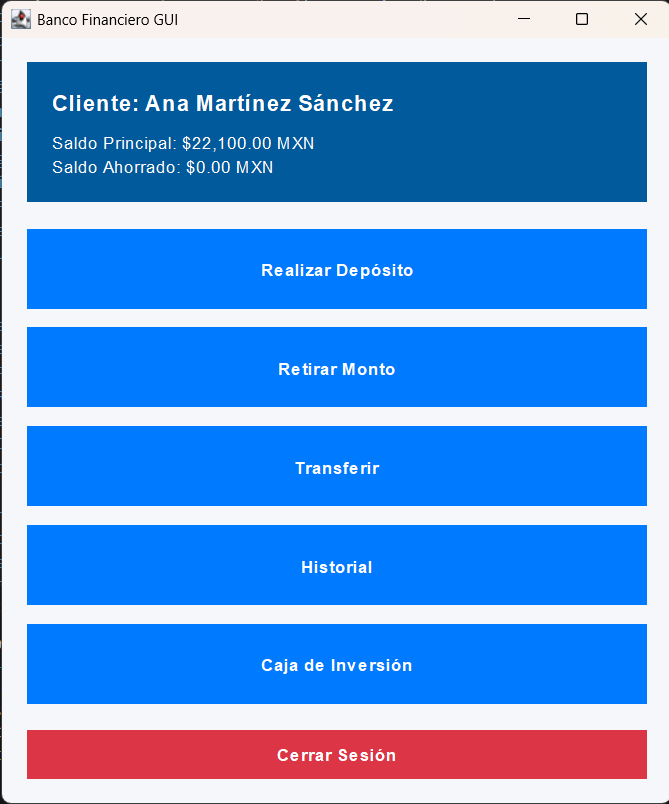 Banco Financiero GUI
Cliente: Ana Martínez Sánchez
Saldo Principal: $22,100.00 MXN
Saldo Ahorrado: $0.00 MXN
Realizar Depósito
Retirar Monto
Transferir
Historial
Caja de Inversión
Cerrar Sesión